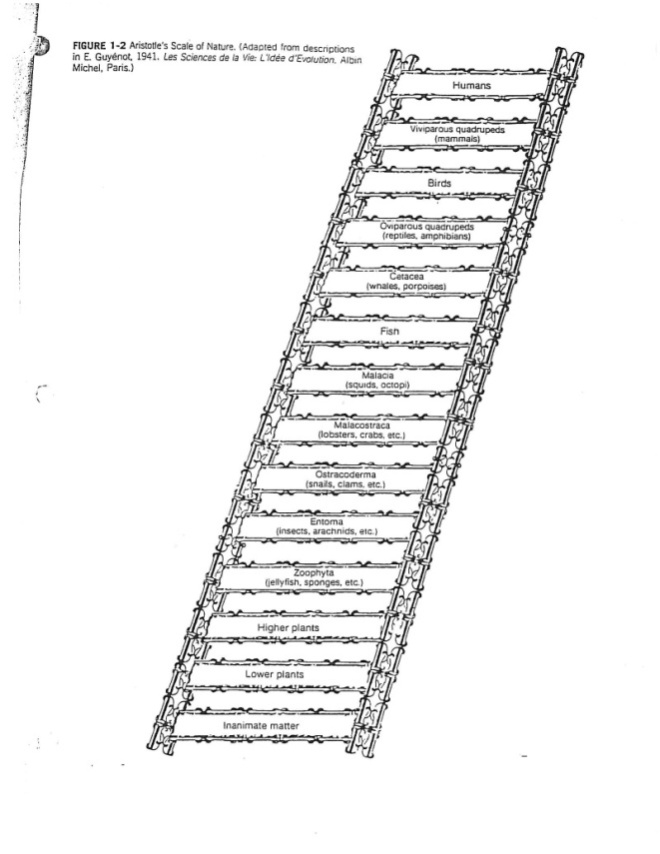 FIGURE 1-2 Aristotle's Scale of Nature. (Adapted from descriptions
in E. Guyénot, 1941. Les Sciences de la Vie: L'Idée d'Evolution. Albin
Michel, Paris.)
Humans
Viviparous quadrupeds
(mammals)
Birds
Oviparous quadrupeds
(reptiles, amphibians)
Cetacea
(whales, porpoises)
Fish
Malacia
(squids, octopi)
Malacostraca
(lobsters, crabs, etc.)
Ostracoderma
(snails, clams, etc.)
Entoma
(insects, arachnids, etc.)
Zoophyta
(jellyfish, sponges, etc.)
Higher plants
Lower plants
Inanimate matter